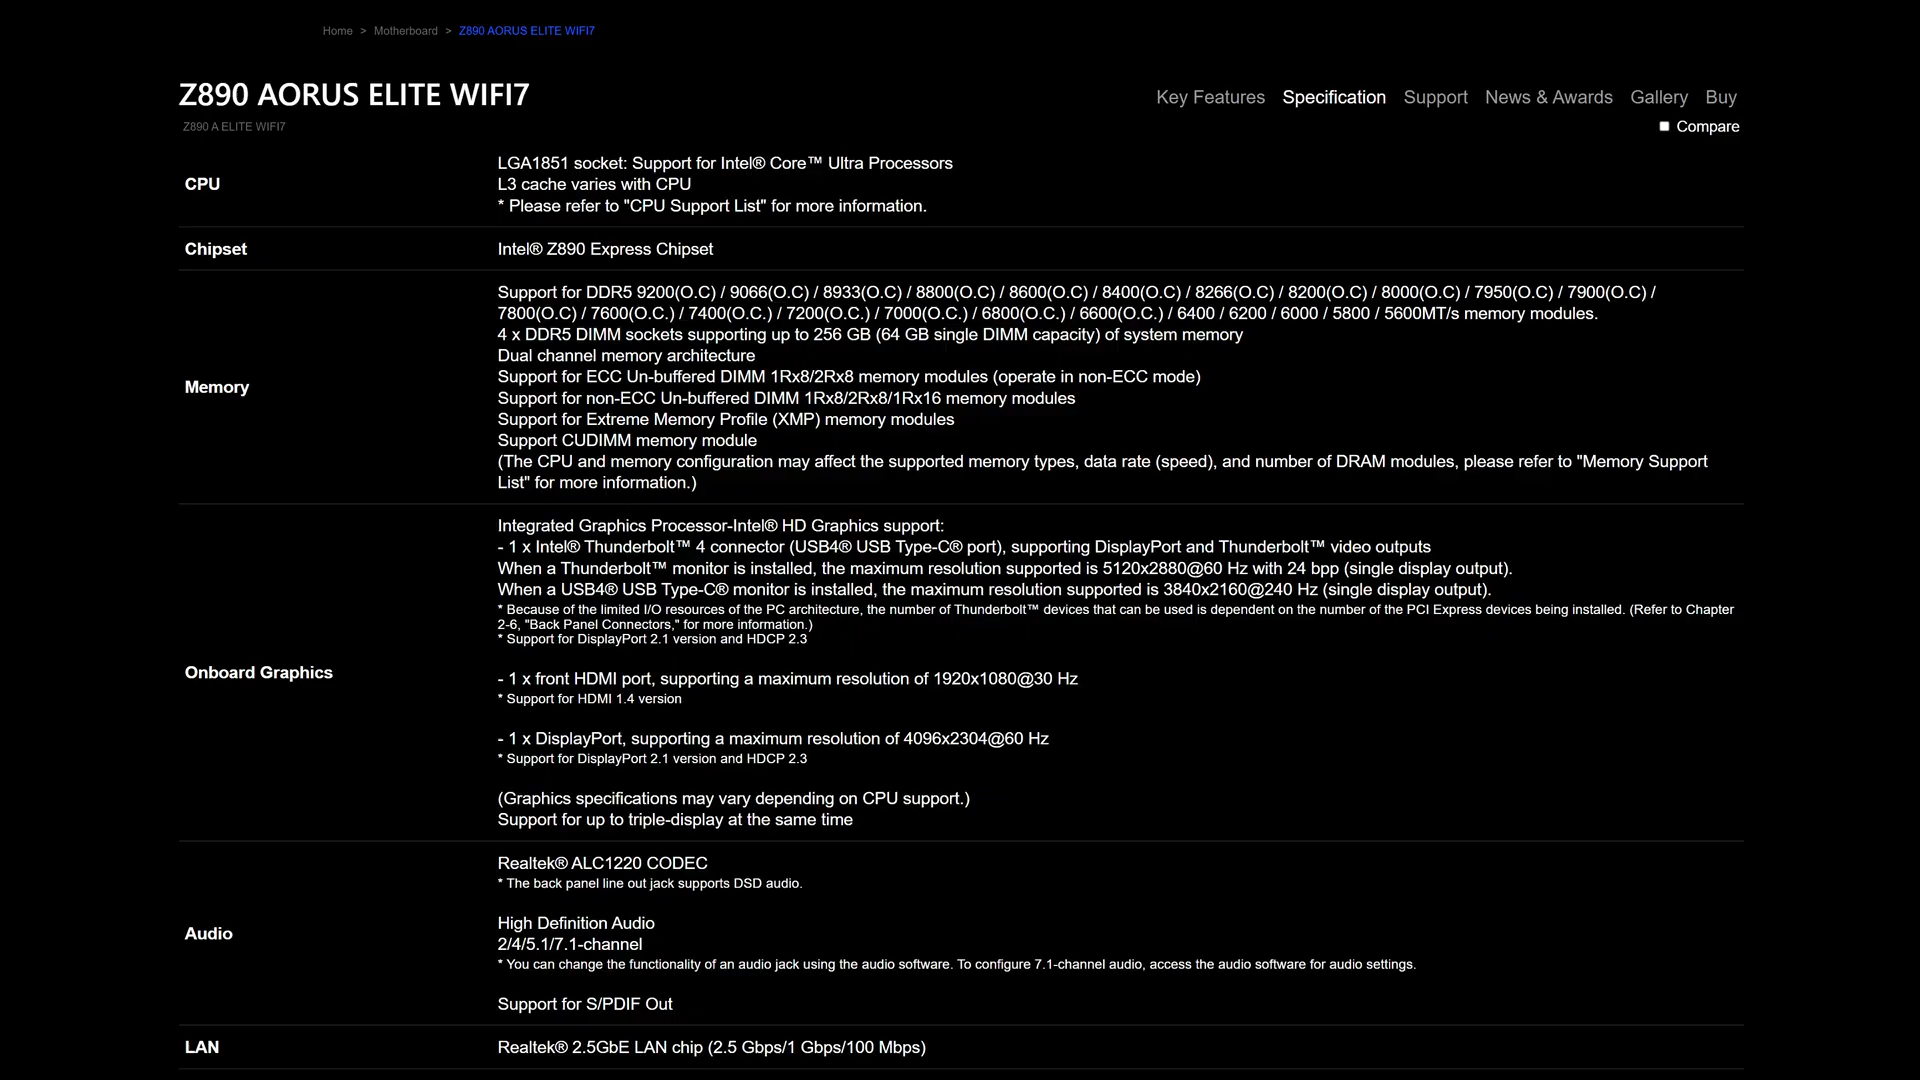 Home > Motherboard > Z890 AORUS ELITE WIFI7
Z890 AORUS ELITE WIFI7
Key Features Specification Support News & Awards Gallery Buy
Z890 A ELITE WIFI7
Compare
CPU
LGA1851 socket: Support for Intel® Core™ Ultra Processors
L3 cache varies with CPU
* Please refer to "CPU Support List" for more information.
Chipset
Intel® Z890 Express Chipset
Memory
Support for DDR5 9200(O.C) / 9066(O.C) / 8933(O.C) / 8800(O.C) / 8600(O.C) / 8400(O.C) / 8266(O.C) / 8200(O.C) / 8000(O.C) / 7950(O.C) / 7900(O.C) /
7800(O.C) / 7600(O.C.) / 7400(O.C.) / 7200(O.C.) / 7000(O.C.) / 6800(O.C.) / 6600(O.C.) / 6400 / 6200 / 6000 / 5800 / 5600MT/s memory modules.
4 x DDR5 DIMM sockets supporting up to 256 GB (64 GB single DIMM capacity) of system memory
Dual channel memory architecture
Support for ECC Un-buffered DIMM 1Rx8/2Rx8 memory modules (operate in non-ECC mode)
Support for non-ECC Un-buffered DIMM 1Rx8/2Rx8/1Rx16 memory modules
Support for Extreme Memory Profile (XMP) memory modules
Support CUDIMM memory module
(The CPU and memory configuration may affect the supported memory types, data rate (speed), and number of DRAM modules, please refer to "Memory Support
List" for more information.)
Onboard Graphics
Integrated Graphics Processor-Intel® HD Graphics support:
- 1 x Intel® Thunderbolt™ 4 connector (USB4® USB Type-C® port), supporting DisplayPort and Thunderbolt™ video outputs
When a Thunderbolt™ monitor is installed, the maximum resolution supported is 5120x2880@60 Hz with 24 bpp (single display output).
When a USB4® USB Type-C® monitor is installed, the maximum resolution supported is 3840x2160@240 Hz (single display output).
* Because of the limited I/O resources of the PC architecture, the number of Thunderbolt™ devices that can be used is dependent on the number of the PCI Express devices being installed. (Refer to Chapter
2-6, "Back Panel Connectors," for more information.)
* Support for DisplayPort 2.1 version and HDCP 2.3
- 1 x front HDMI port, supporting a maximum resolution of 1920x1080@30 Hz
* Support for HDMI 1.4 version
- 1 x DisplayPort, supporting a maximum resolution of 4096x2304@60 Hz
* Support for DisplayPort 2.1 version and HDCP 2.3
(Graphics specifications may vary depending on CPU support.)
Support for up to triple-display at the same time
Audio
Realtek® ALC1220 CODEC
* The back panel line out jack supports DSD audio.
High Definition Audio
2/4/5.1/7.1-channel
* You can change the functionality of an audio jack using the audio software. To configure 7.1-channel audio, access the audio software for audio settings.
Support for S/PDIF Out
LAN
Realtek® 2.5GbE LAN chip (2.5 Gbps/1 Gbps/100 Mbps)